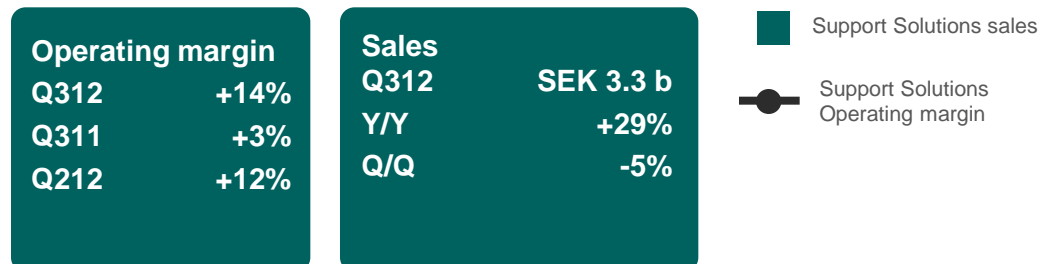 Operating margin
Q312 +14%
Q311 +3%
Q212 +12%
Sales
Q312 SEK 3.3 b
Y/Y +29%
Q/Q -5%
Support Solutions sales
Support Solutions
Operating margin